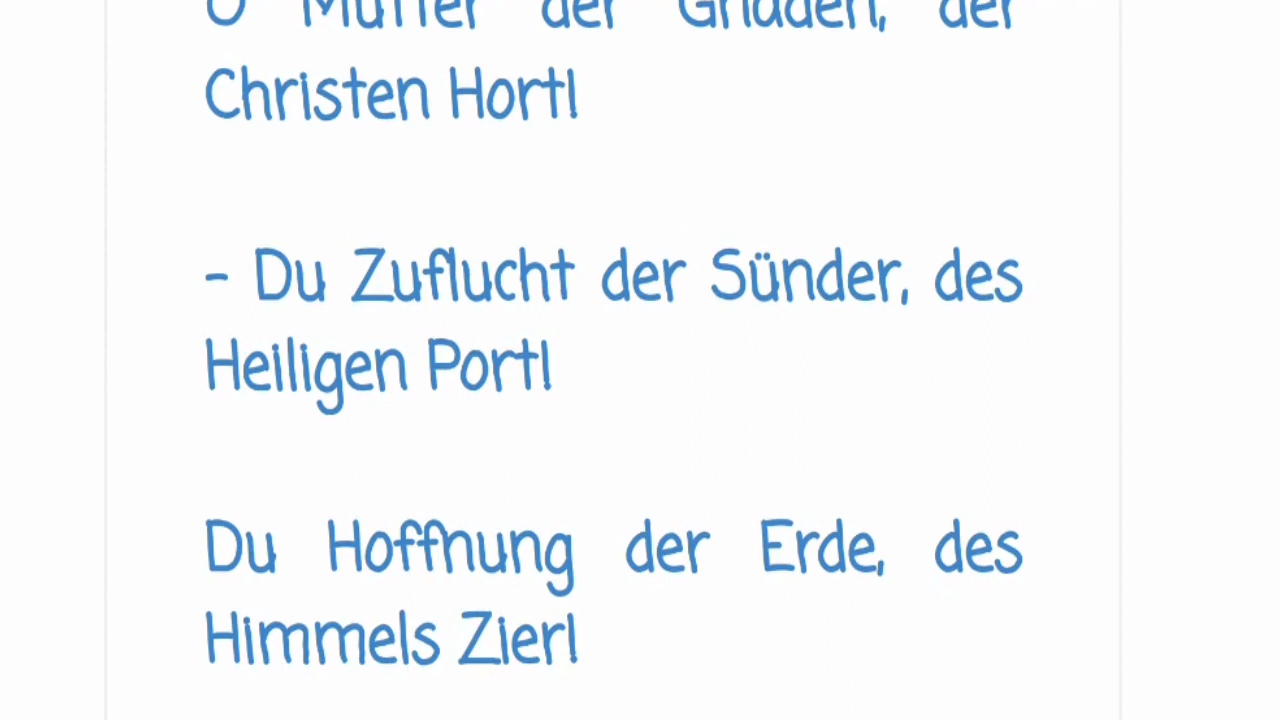 O Mutter der Gnaden, der
Christen Hort!
- Du Zuflucht der Sünder, des
Heiligen Port!
Du Hoffnung der Erde, des
Himmels Zier!